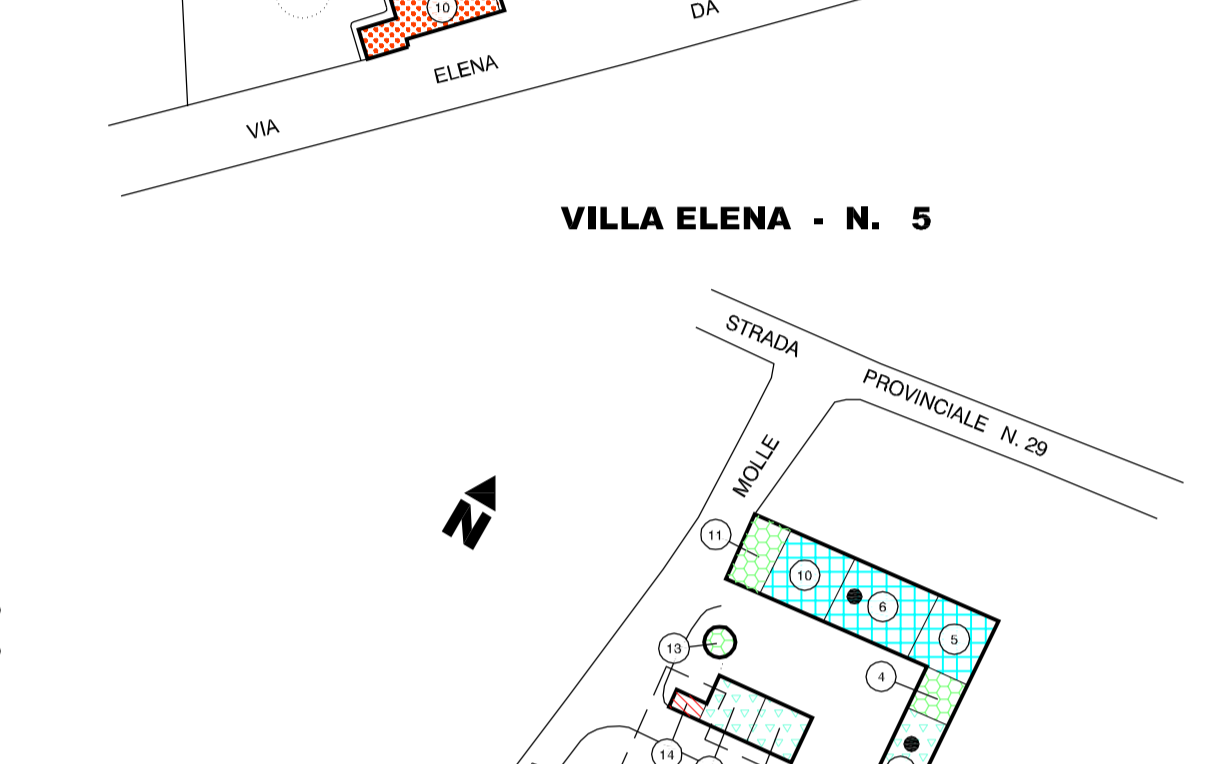 10
DA
ELENA
VIA
VILLA ELENA - N. 5
STRADA
PROVINCIALE N. 29
MOLLE
N
11
10
6
5
13
4
14